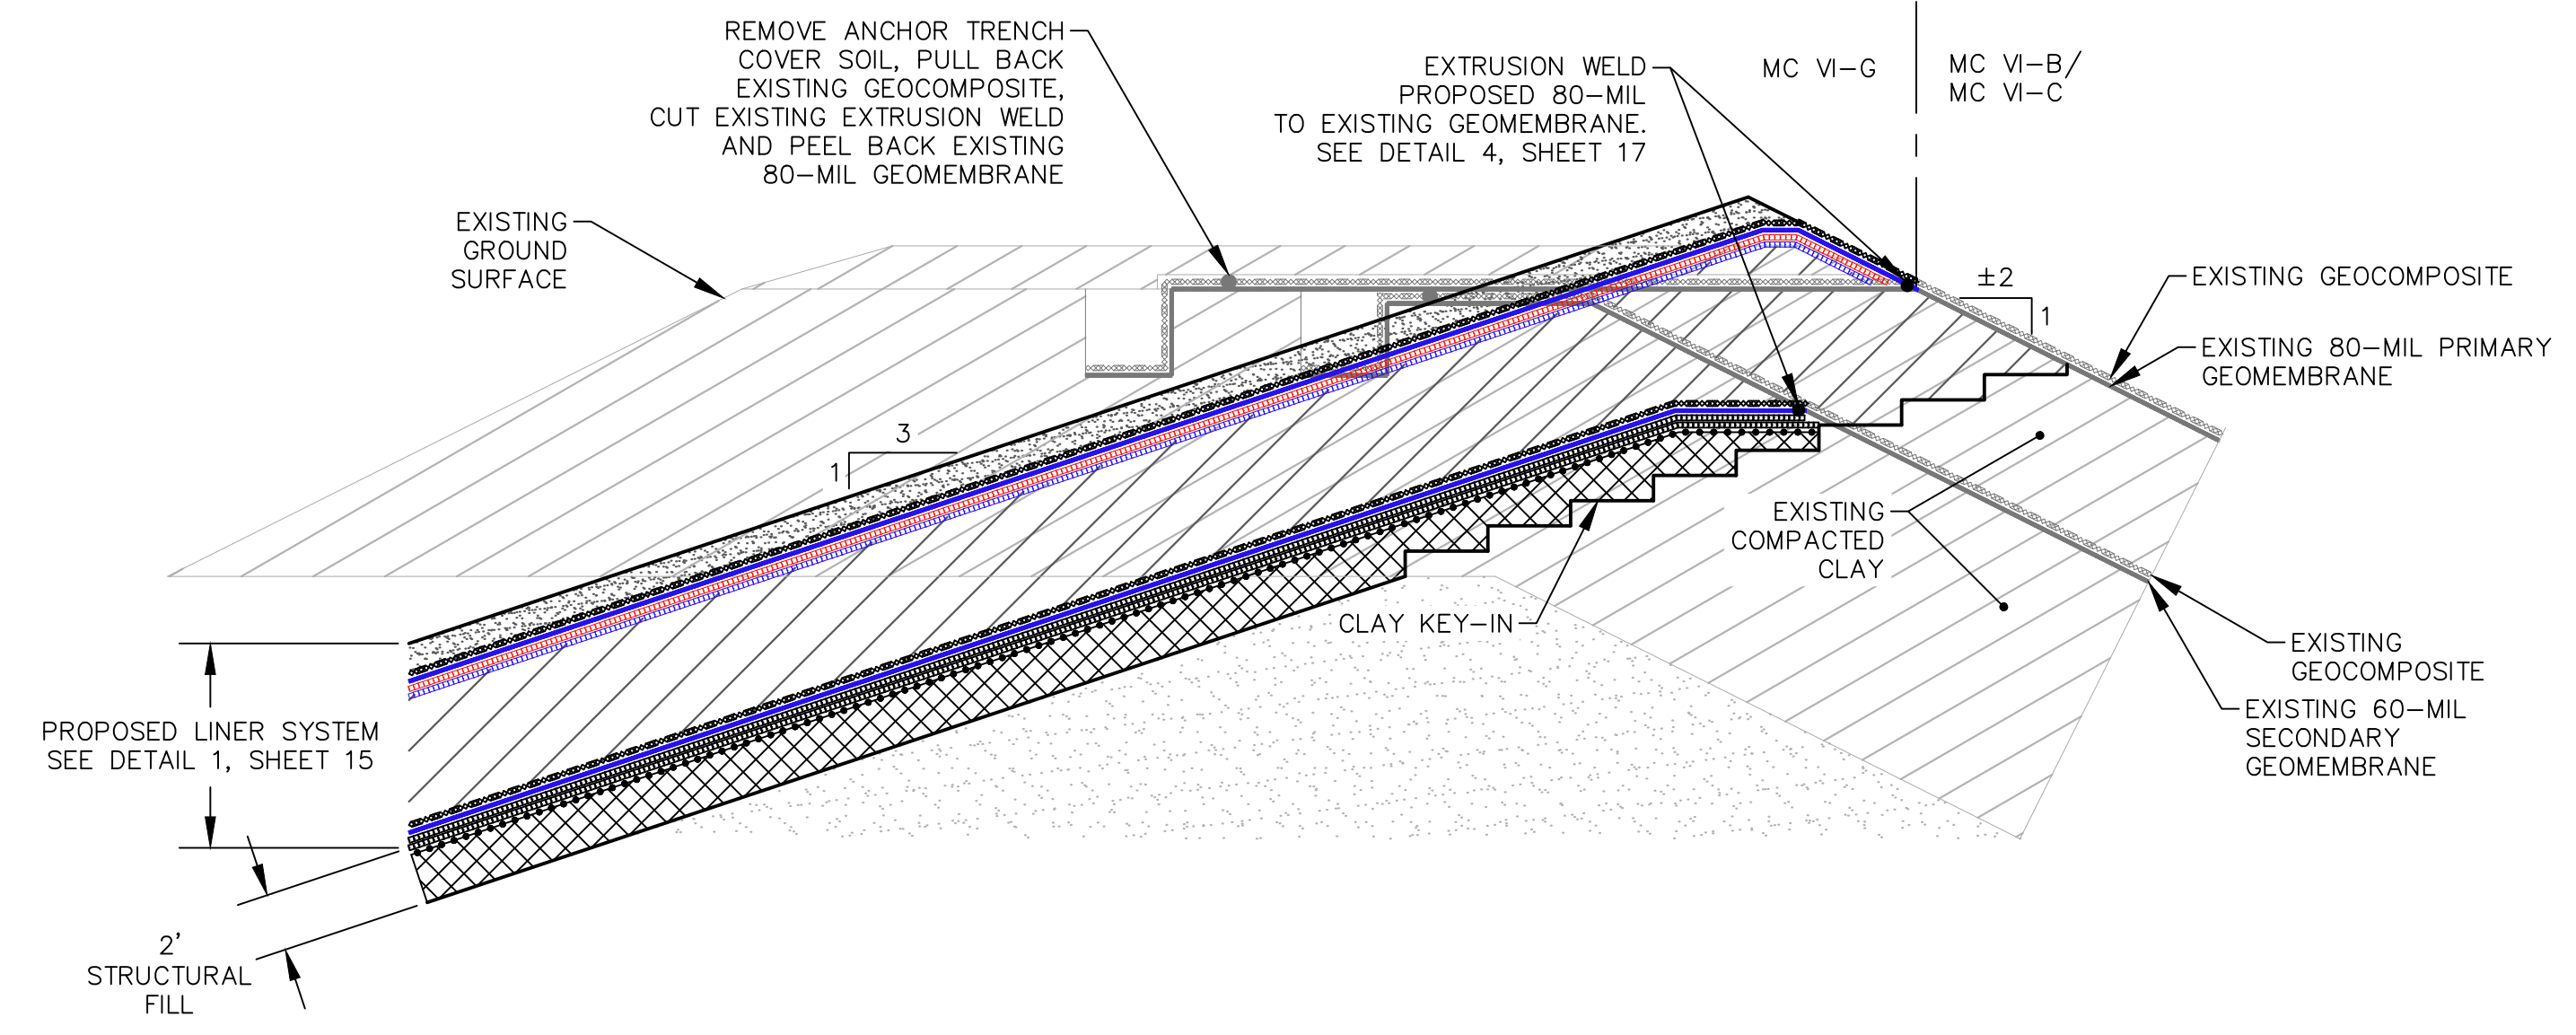 REMOVE ANCHOR TRENCH
COVER SOIL, PULL BACK
EXISTING GEOCOMPOSITE,
CUT EXISTING EXTRUSION WELD
AND PEEL BACK EXISTING
80-MIL GEOMEMBRANE
EXTRUSION WELD
PROPOSED 80-MIL
TO EXISTING GEOMEMBRANE.
SEE DETAIL 4, SHEET 17
MC VI-G
MC VI-B/
MC VI-C
EXISTING
GROUND
SURFACE
±2
1
EXISTING GEOCOMPOSITE
EXISTING 80-MIL PRIMARY
GEOMEMBRANE
3
1
EXISTING
COMPACTED
CLAY
CLAY KEY-IN
EXISTING
GEOCOMPOSITE
EXISTING 60-MIL
SECONDARY
GEOMEMBRANE
PROPOSED LINER SYSTEM
SEE DETAIL 1, SHEET 15
2'
STRUCTURAL
FILL